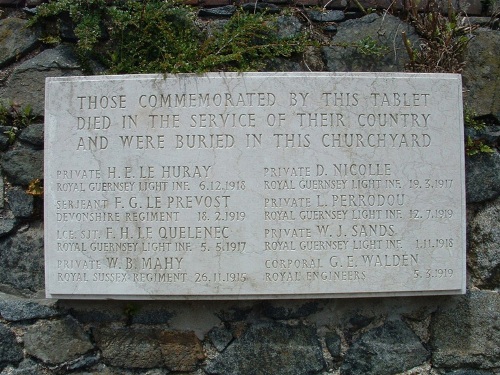 THOSE COMMEMORATED BY THIS TABLET
DIED IN THE SERVICE OF THEIR COUNTRY
AND WERE BURIED IN THIS CHURCHYARD
PRIVATE H. E. LE HURAY
ROYAL GUERNSEY LIGHT INF. 6.12.1918
SERJEANT F. G. LE PREVOST
DEVONSHIRE REGIMENT 18.2.1919
LCE. SJT. F. H. LE QUELENEC
ROYAL GUERNSEY LIGHT INF. 5.5.1917
PRIVATE W. B. MAHY
ROYAL SUSSEX REGIMENT 26.11.1915
PRIVATE D. NICOLLE
ROYAL GUERNSEY LIGHT INF. 19.3.1917
PRIVATE L. PERRODOU
ROYAL GUERNSEY LIGHT INF. 12.7.1919
PRIVATE W. J. SANDS
ROYAL GUERNSEY LIGHT INF. 1.11.1918
CORPORAL G. E. WALDEN
ROYAL ENGINEERS 3.3.1919